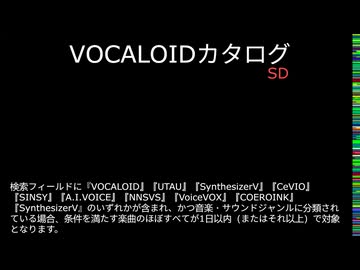 VOCALOIDカタログ
SD
検索フィールドに『VOCALOID』『UTAU』『SynthesizerV』『CeVIO』
『SINSY』『A.I.VOICE』『NNSVS』『VoiceVOX』『COEROINK』
『SynthesizerV』のいずれかが含まれ、かつ音楽・サウンドジャンルに分類され
ている場合、条件を満たす楽曲のほぼすべてが1日以内（またはそれ以上）で対象
となります。